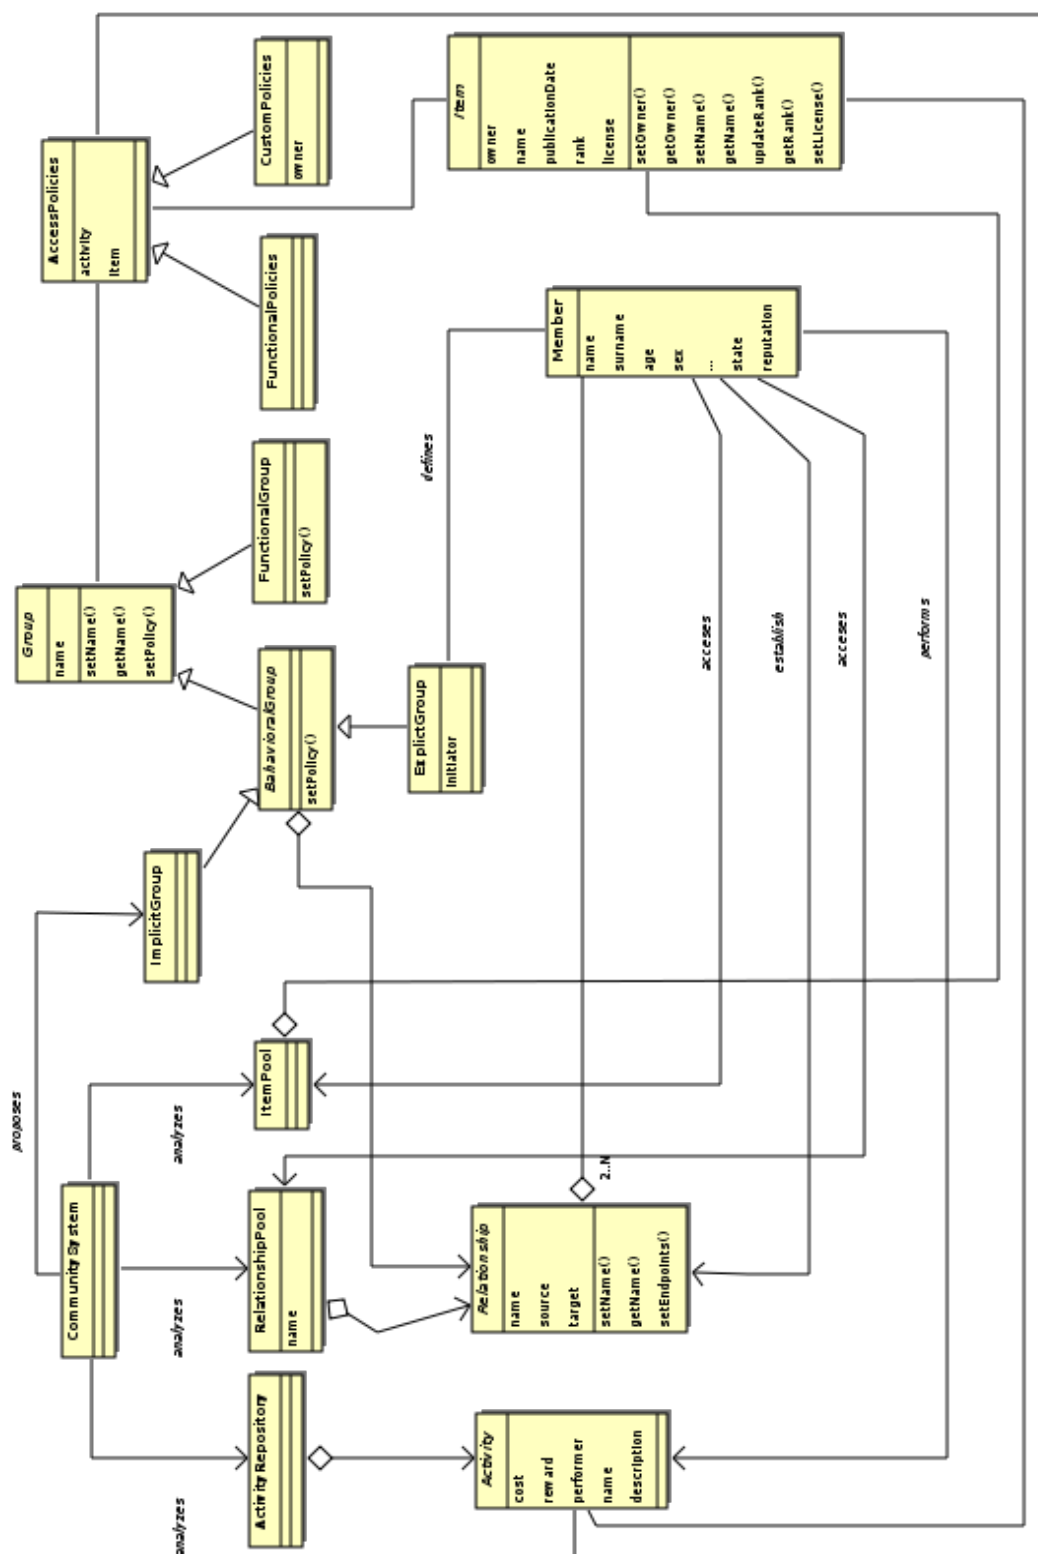 proposes
CommunitySystem
analyzes
analyzes
analyzes
ImplicitGroup
Group
name
setName()
getName()
setPolicy()
AccessPolicies
activity
item
ActivityRepository
RelationshipPool
name
ItemPool
BahavioralGroup
setPolicy()
FunctionalGroup
setPolicy()
FunctionalPolicies
CustomPolicies
owner
ExplictGroup
initiator
defines
Activity
cost
reward
performer
name
description
Relationship
name
source
target
setName()
getName()
setEndpoints()
2..N
Member
name
surname
age
sex
...
state
reputation
Item
owner
name
publicationDate
rank
license
setOwner()
getOwner()
setName()
getName()
updateRank()
getRank()
setLicense()
acceses
establish
acceses
performs